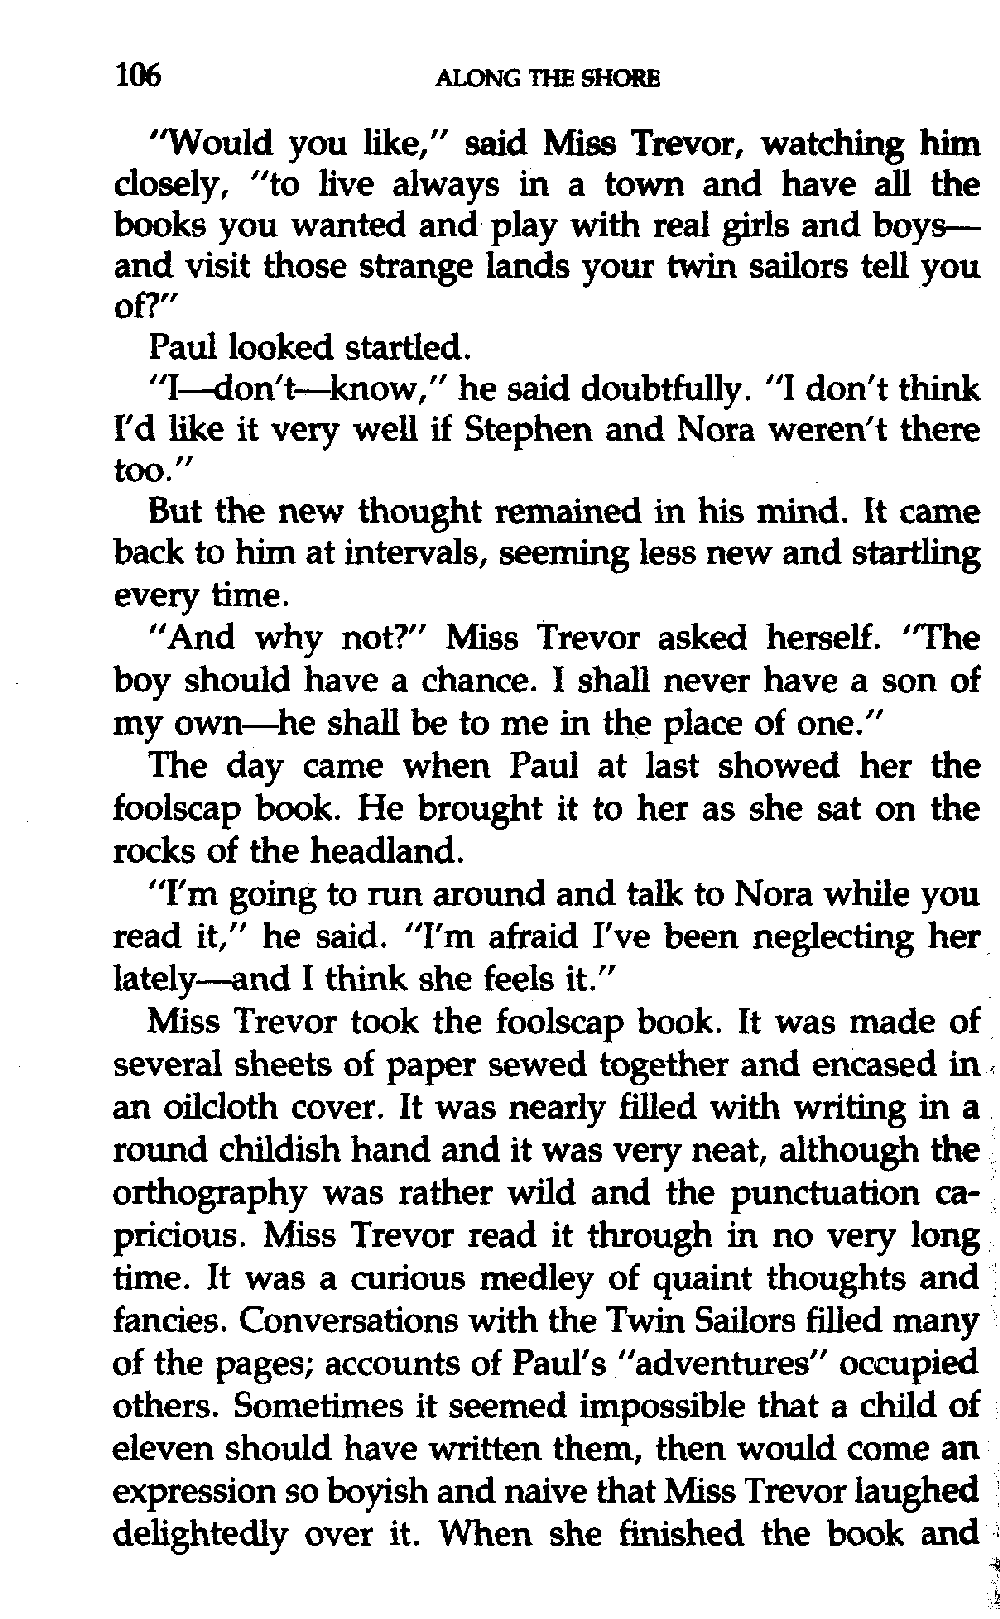 106 ALONG THE SHORE
"Would you like," said Miss Trevor, watching him
closely, "to live always in a town and have all the
books you wanted and play with real girls and boys—
and visit those strange lands your twin sailors tell you
of?"
Paul looked startled.
"I—don't—know," he said doubtfully. "I don't think
I'd like it very well if Stephen and Nora weren't there
too."
But the new thought remained in his mind. It came
back to him at intervals, seeming less new and startling
every time.
"And why not?" Miss Trevor asked herself. "The
boy should have a chance. I shall never have a son of
my own—he shall be to me in the place of one."
The day came when Paul at last showed her the
foolscap book. He brought it to her as she sat on the
rocks of the headland.
"I'm going to run around and talk to Nora while you
read it," he said. "I'm afraid I've been neglecting her
lately—and I think she feels it."
Miss Trevor took the foolscap book. It was made of
several sheets of paper sewed together and encased in
an oilcloth cover. It was nearly filled with writing in a
round childish hand and it was very neat, although the
orthography was rather wild and the punctuation ca-
pricious. Miss Trevor read it through in no very long
time. It was a curious medley of quaint thoughts and
fancies. Conversations with the Twin Sailors filled many
of the pages; accounts of Paul's "adventures" occupied
others. Sometimes it seemed impossible that a child of
eleven should have written them, then would come an
expression so boyish and naive that Miss Trevor laughed
delightedly over it. When she finished the book and